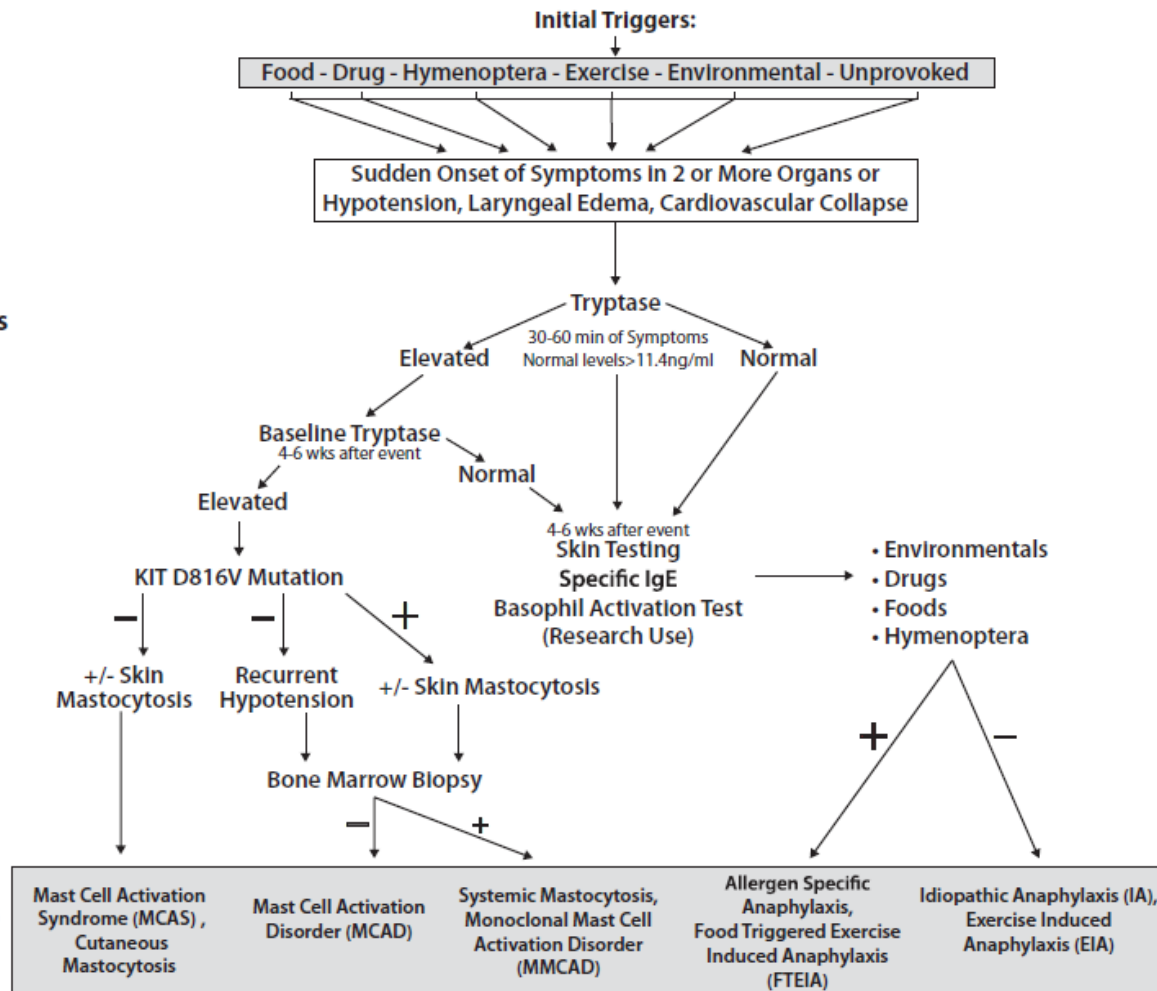 Initial Triggers:
Food - Drug - Hymenoptera - Exercise - Environmental - Unprovoked
Sudden Onset of Symptoms in 2 or More Organs or
Hypotension, Laryngeal Edema, Cardiovascular Collapse
s
Tryptase
30-60 min of Symptoms
Normal levels>11.4ng/ml
Elevated
Normal
Baseline Tryptase
4-6 wks after event
Normal
Elevated
4-6 wks after event
Skin Testing
Specific IgE
Basophil Activation Test
(Research Use)
• Environmentals
• Drugs
• Foods
• Hymenoptera
KIT D816V Mutation
− − +
+/- Skin
Mastocytosis
Recurrent
Hypotension
+/- Skin Mastocytosis
+ −
Bone Marrow Biopsy
− +
Mast Cell Activation
Syndrome (MCAS) ,
Cutaneous
Mastocytosis
Mast Cell Activation
Disorder (MCAD)
Systemic Mastocytosis,
Monoclonal Mast Cell
Activation Disorder
(MMCAD)
Allergen Specific
Anaphylaxis,
Food Triggered Exercise
Induced Anaphylaxis
(FTEIA)
Idiopathic Anaphylaxis (IA),
Exercise Induced
Anaphylaxis (EIA)